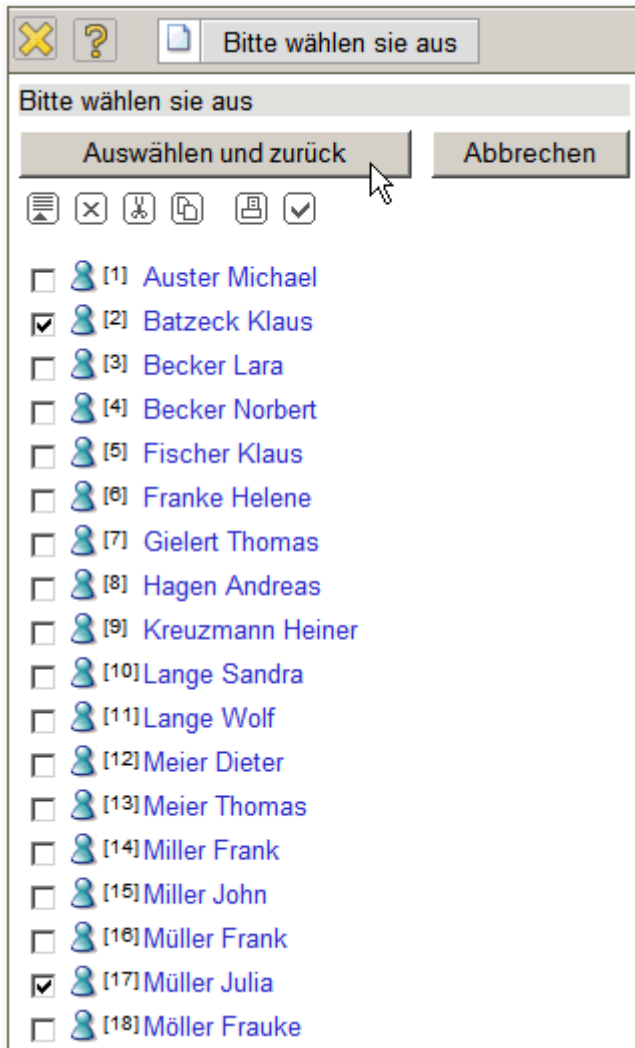 Bitte wählen sie aus
Bitte wählen sie aus
Auswählen und zurück Abbrechen
[1] Auster Michael
[2] Batzeck Klaus
[3] Becker Lara
[4] Becker Norbert
[5] Fischer Klaus
[6] Franke Helene
[7] Gielert Thomas
[8] Hagen Andreas
[9] Kreuzmann Heiner
[10] Lange Sandra
[11] Lange Wolf
[12] Meier Dieter
[13] Meier Thomas
[14] Miller Frank
[15] Miller John
[16] Müller Frank
[17] Müller Julia
[18] Möller Frauke